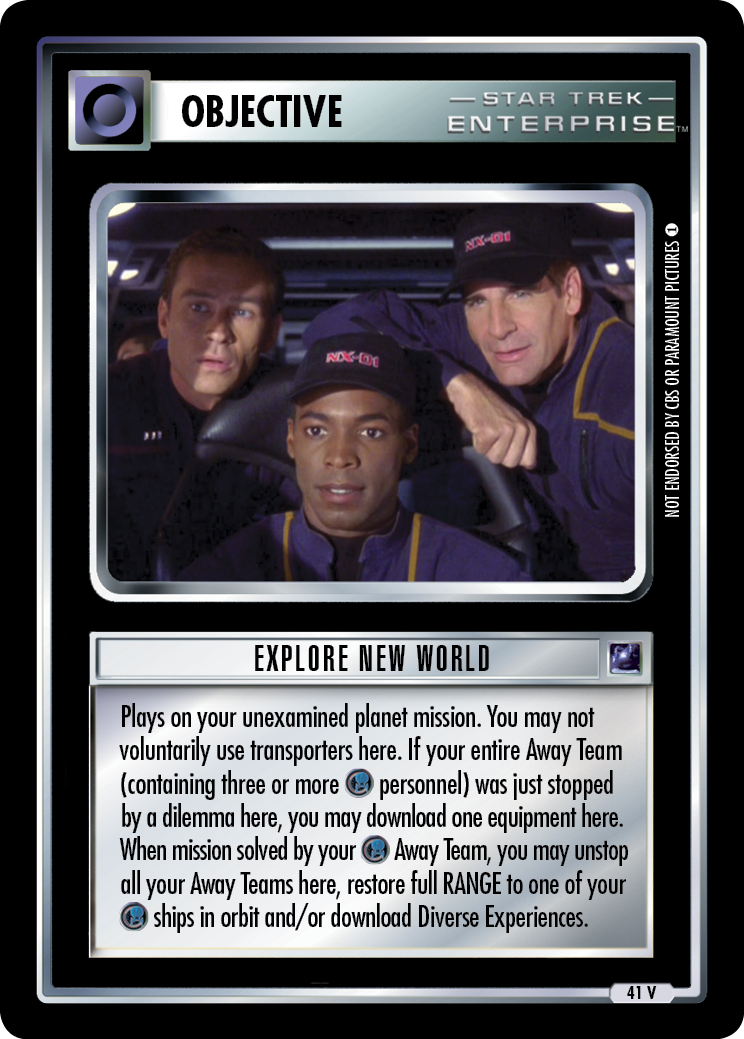 OBJECTIVE
STAR TREK
ENTERPRISE™
NX-01
NX-01
NOT ENDORSED BY CBS OR PARAMOUNT PICTURES 1
EXPLORE NEW WORLD
Plays on your unexamined planet mission. You may not
voluntarily use transporters here. If your entire Away Team
(containing three or more personnel) was just stopped
by a dilemma here, you may download one equipment here.
When mission solved by your Away Team, you may unstop
all your Away Teams here, restore full RANGE to one of your
ships in orbit and/or download Diverse Experiences.
41 V